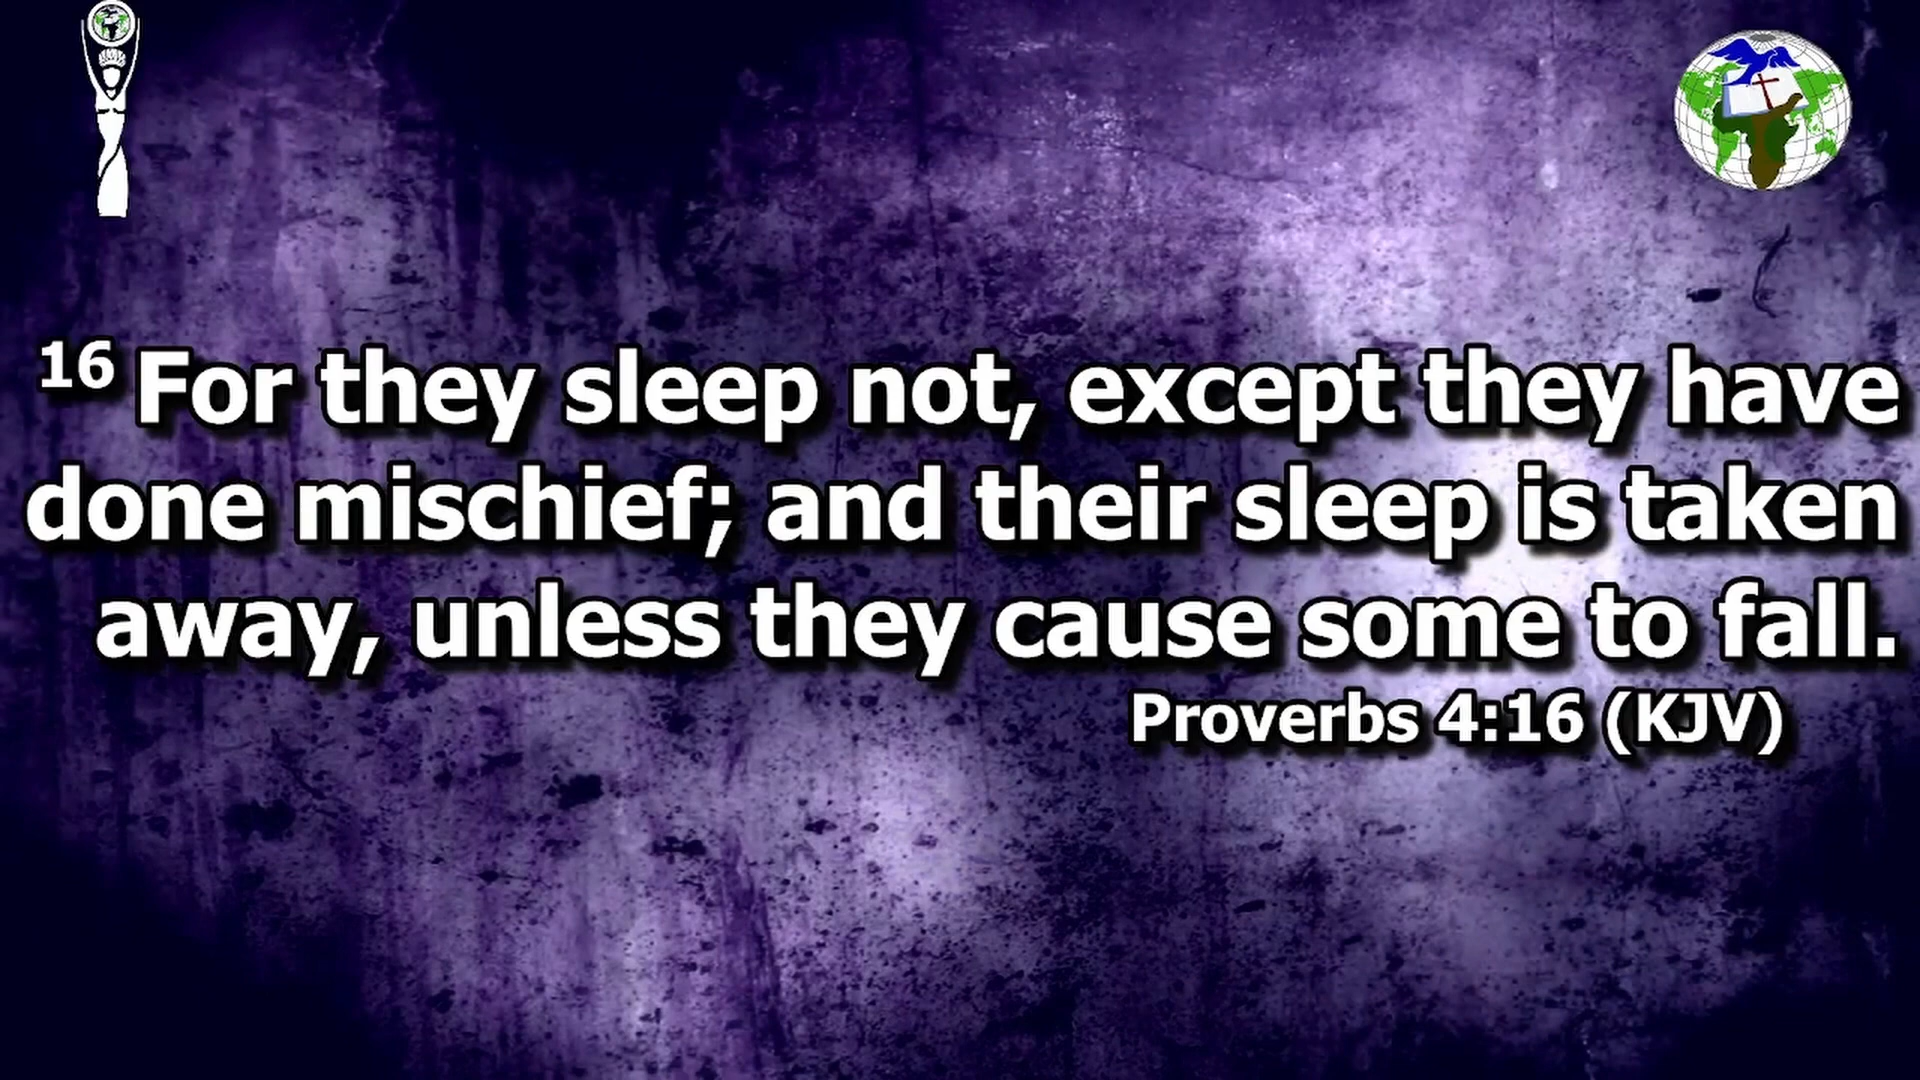 16 For they sleep not, except they have
done mischief; and their sleep is taken
away, unless they cause some to fall.
Proverbs 4:16 (KJV)